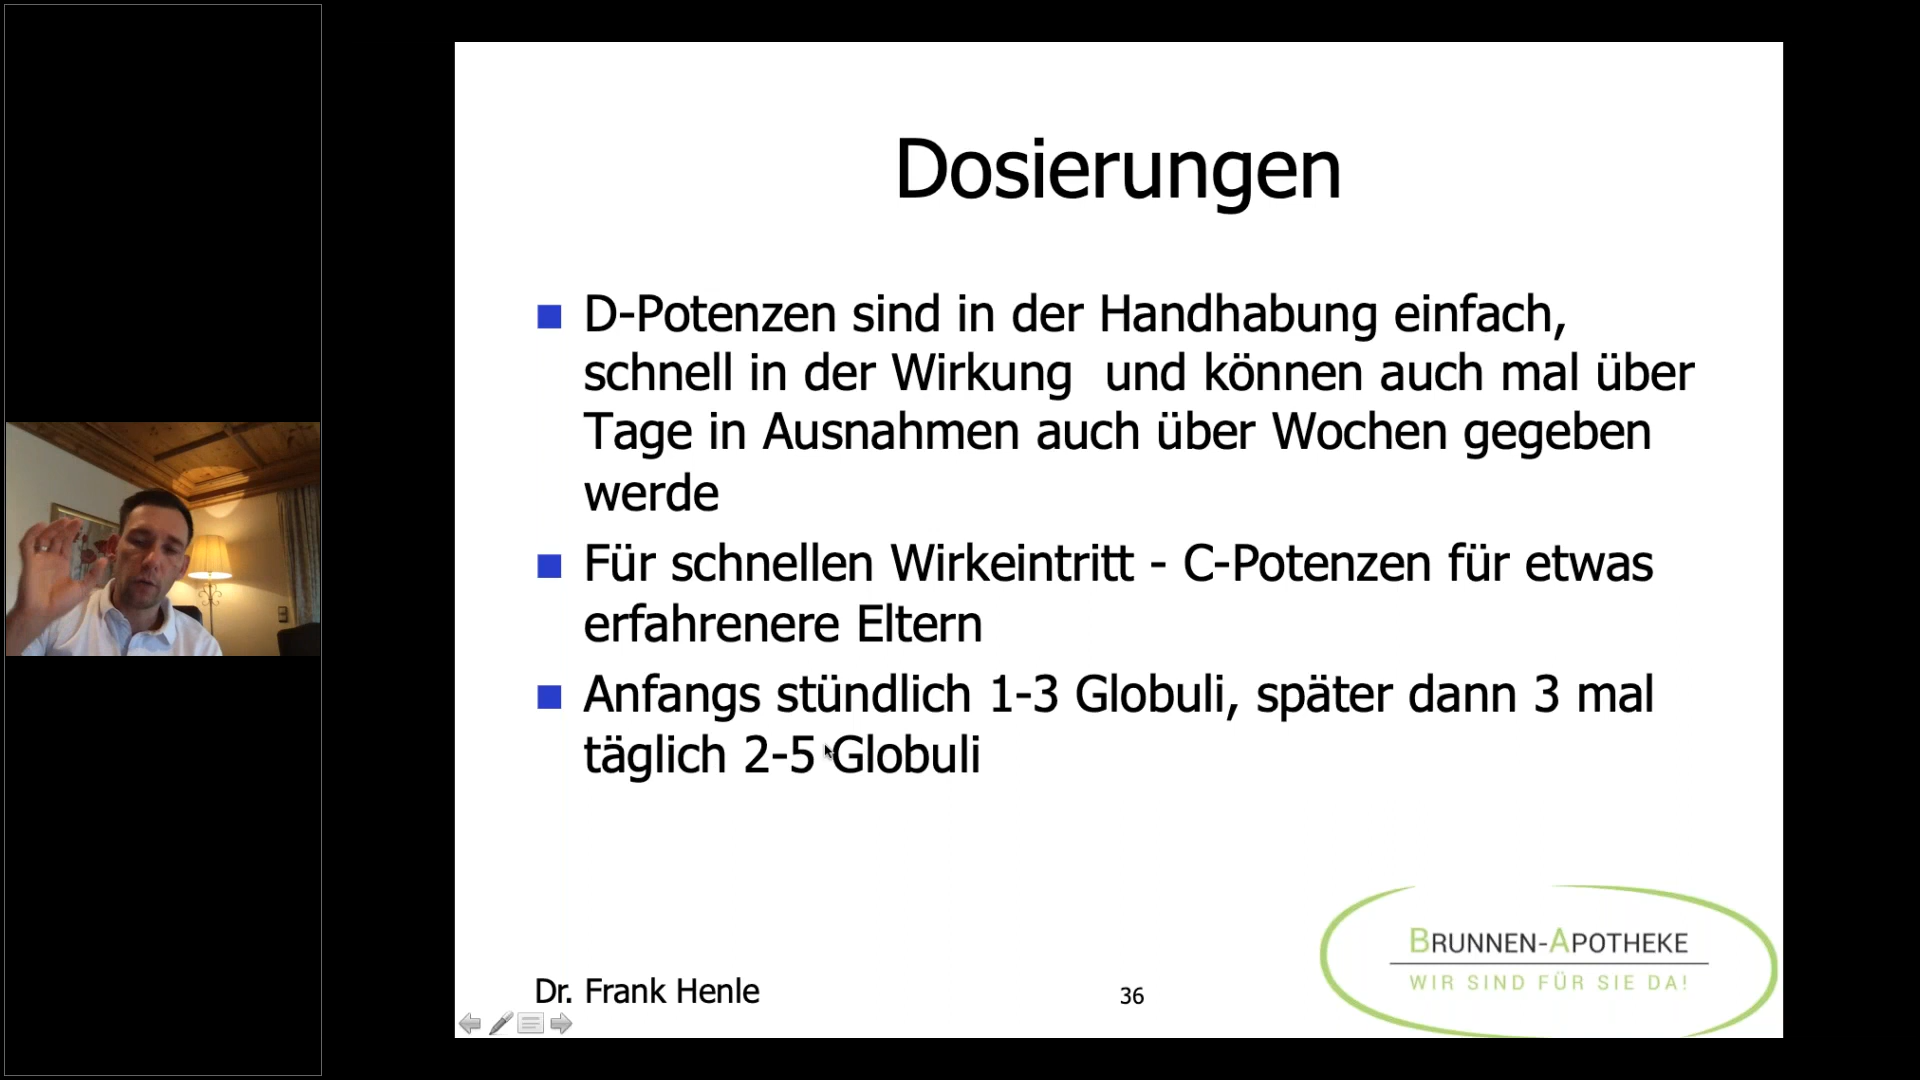 Dosierungen
D-Potenzen sind in der Handhabung einfach,
schnell in der Wirkung  und können auch mal über
Tage in Ausnahmen auch über Wochen gegeben
werde
Für schnellen Wirkeintritt - C-Potenzen für etwas
erfahrenere Eltern
Anfangs stündlich 1-3 Globuli, später dann 3 mal
täglich 2-5 Globuli
BRUNNEN-APOTHEKE
WIR SIND FÜR SIE DA!
Dr. Frank Henle
36